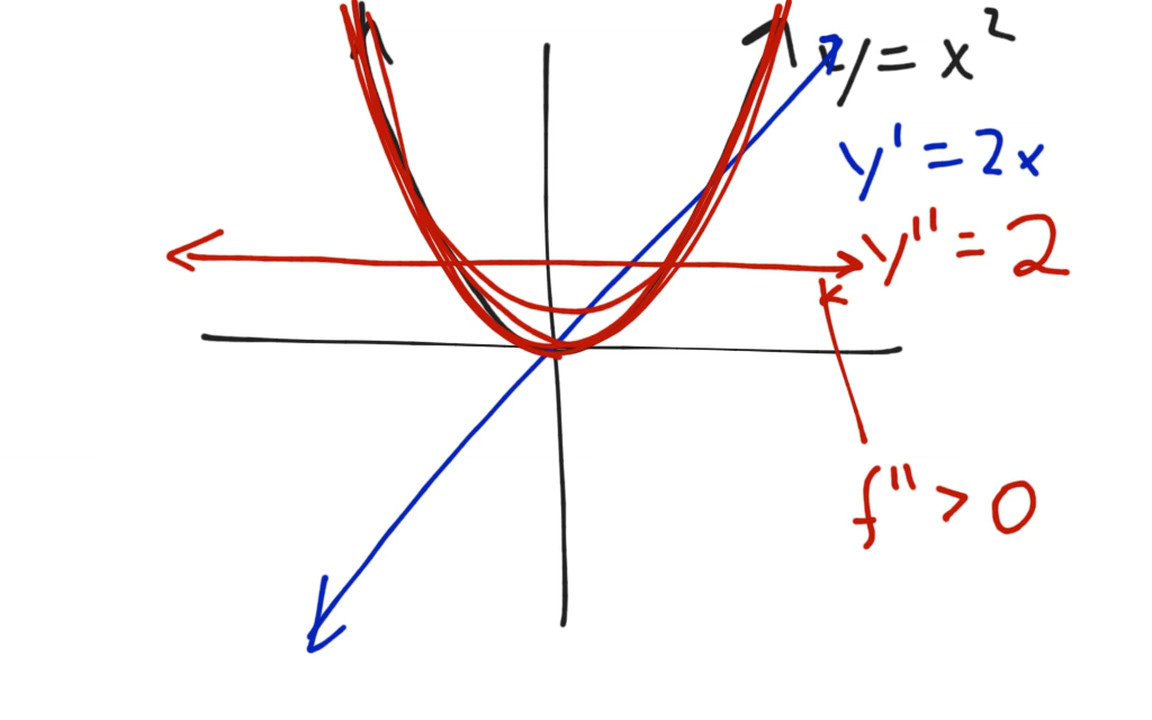 y = x²
y' = 2x
y'' = 2
f'' > 0